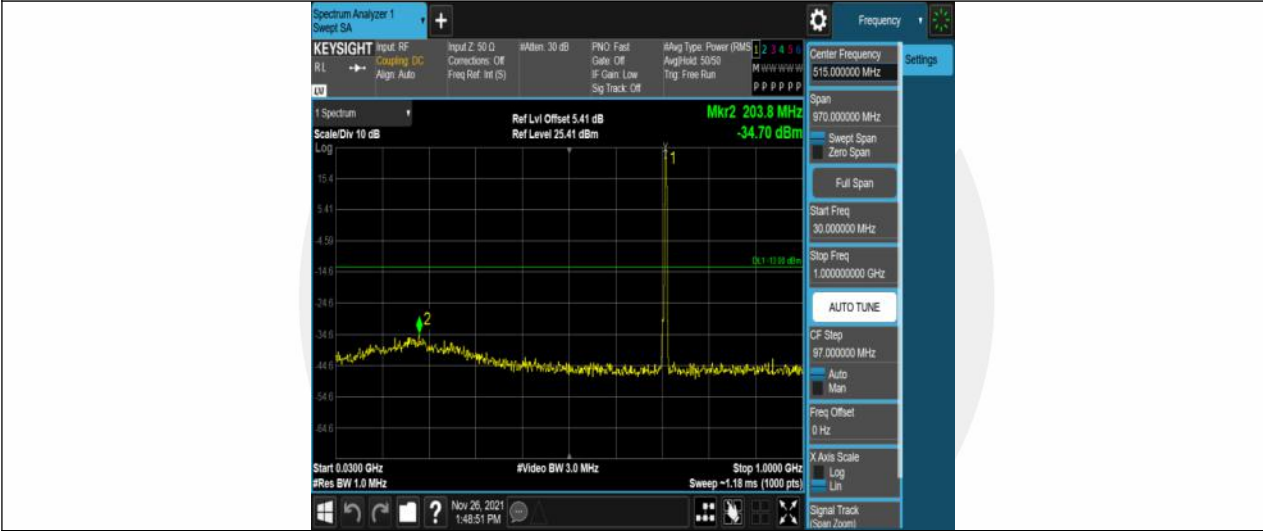 Spectrum Analyzer 1
Swept SA
+
Frequency
KEYSIGHT
Input: RF
Coupling: DC
Align: Auto
Input Z: 50 Ω
Corrections: Off
Freq Ref: Int (S)
#Atten: 30 dB
PNO: Fast
Gate: Off
IF Gain: Low
Sig Track: Off
#Avg Type: Power (RMS
Avg|Hold: 50/50
Trig: Free Run
1 2 3 4 5 6
M W W W W W
P P P P P P
R L
LV
1 Spectrum
Scale/Div 10 dB
Log
Ref Lvl Offset 5.41 dB
Ref Level 25.41 dBm
Mkr2 203.8 MHz
-34.70 dBm
1
15.4
5.41
-4.59
DL1 -13.00 dBm
-14.6
-24.6
2
-34.6
-44.6
-54.6
-64.6
Start 0.0300 GHz
#Res BW 1.0 MHz
#Video BW 3.0 MHz
Stop 1.0000 GHz
Sweep ~1.18 ms (1000 pts)
?
Nov 26, 2021
1:48:51 PM
Center Frequency
515.000000 MHz
Settings
Span
970.000000 MHz
Swept Span
Zero Span
Full Span
Start Freq
30.000000 MHz
Stop Freq
1.000000000 GHz
AUTO TUNE
CF Step
97.000000 MHz
Auto
Man
Freq Offset
0 Hz
X Axis Scale
Log
Lin
Signal Track
(Span Zoom)